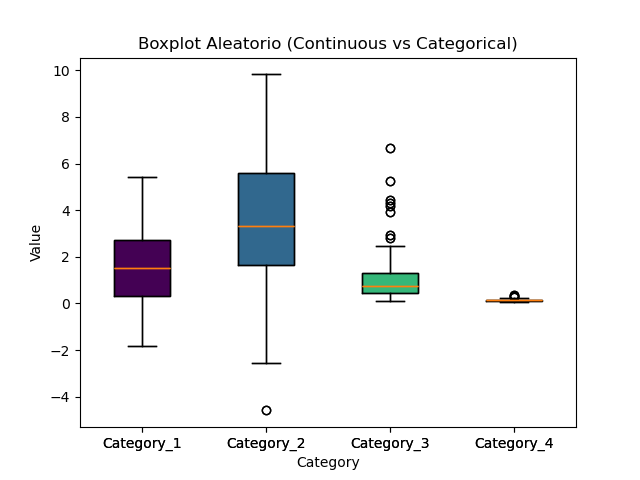 Boxplot Aleatorio (Continuous vs Categorical)
10
8
6
4
2
0
−2
−4
Value
Category_1 Category_2 Category_3 Category_4
Category